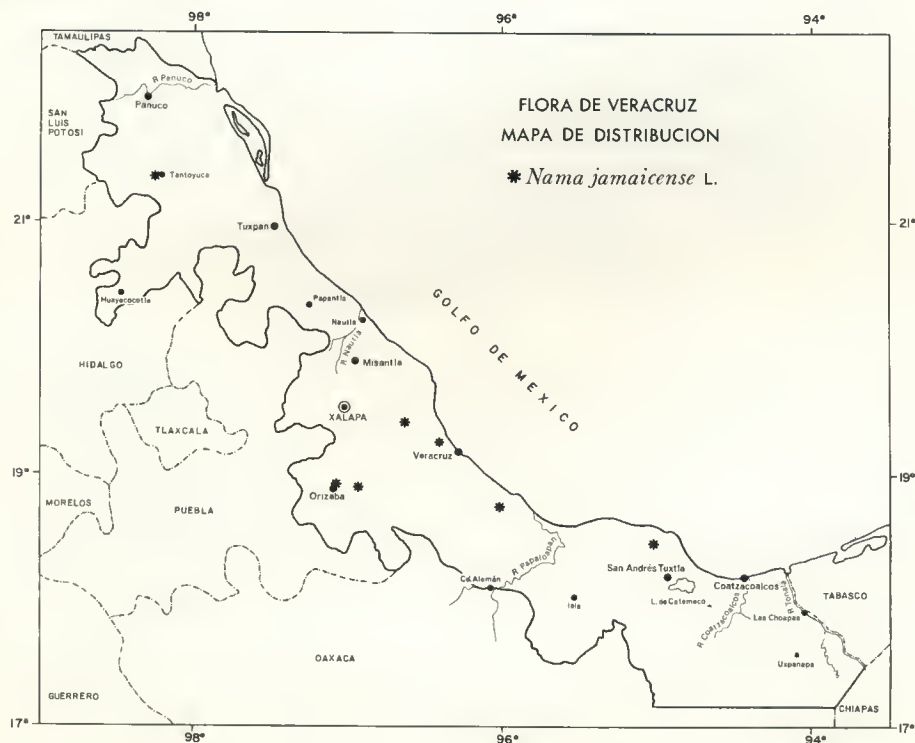 98°
96°
94°
TAMAULIPAS
R Panuco
Panuco
SAN
LUIS
POTOSI
FLORA DE VERACRUZ
MAPA DE DISTRIBUCION
* Nama jamaicense L.
Tantoyuca
21°
21°
Tuxpan
Huayecocotla
Papantla
Nautla
R Nautla
GOLFO DE MEXICO
Misantla
HIDALGO
XALAPA
TLAXCALA
Veracruz
19°
19°
Orizaba
MORELOS
PUEBLA
R Papaloapan
San Andrés Tuxtla
Coatzacoalcos
Cd. Alemán
TABASCO
R Tonalá
L. de Catemaco
Isla
R Coatzacoalcos
Las Choapas
OAXACA
Uxpanapa
GUERRERO
CHIAPAS
17°
17°
98°
96°
94°